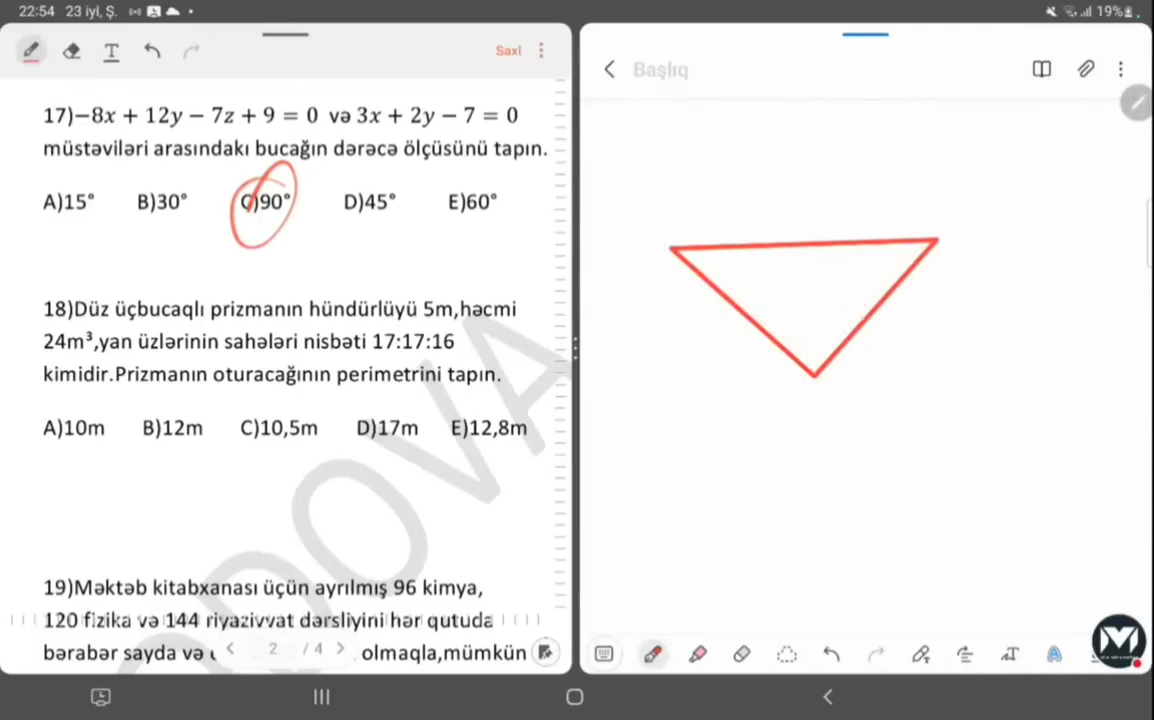 22:54 23 iyl, Ş.
19%
Saxl
Başlıq
17)−8x + 12y − 7z + 9 = 0 və 3x + 2y − 7 = 0
müstəviləri arasındakı bucağın dərəcə ölçüsünü tapın.
A)15° B)30° C)90° D)45° E)60°
18)Düz üçbucaqlı prizmanın hündürlüyü 5m,həcmi
24m³,yan üzlərinin sahələri nisbəti 17:17:16
kimidir.Prizmanın oturacağının perimetrini tapın.
A)10m B)12m C)10,5m D)17m E)12,8m
19)Məktəb kitabxanası üçün ayrılmış 96 kimya,
120 fizika və 144 riyazivvat dərsliyini hər qutuda
bərabər sayda və olmaqla,mümkün
2 / 4
DOVA